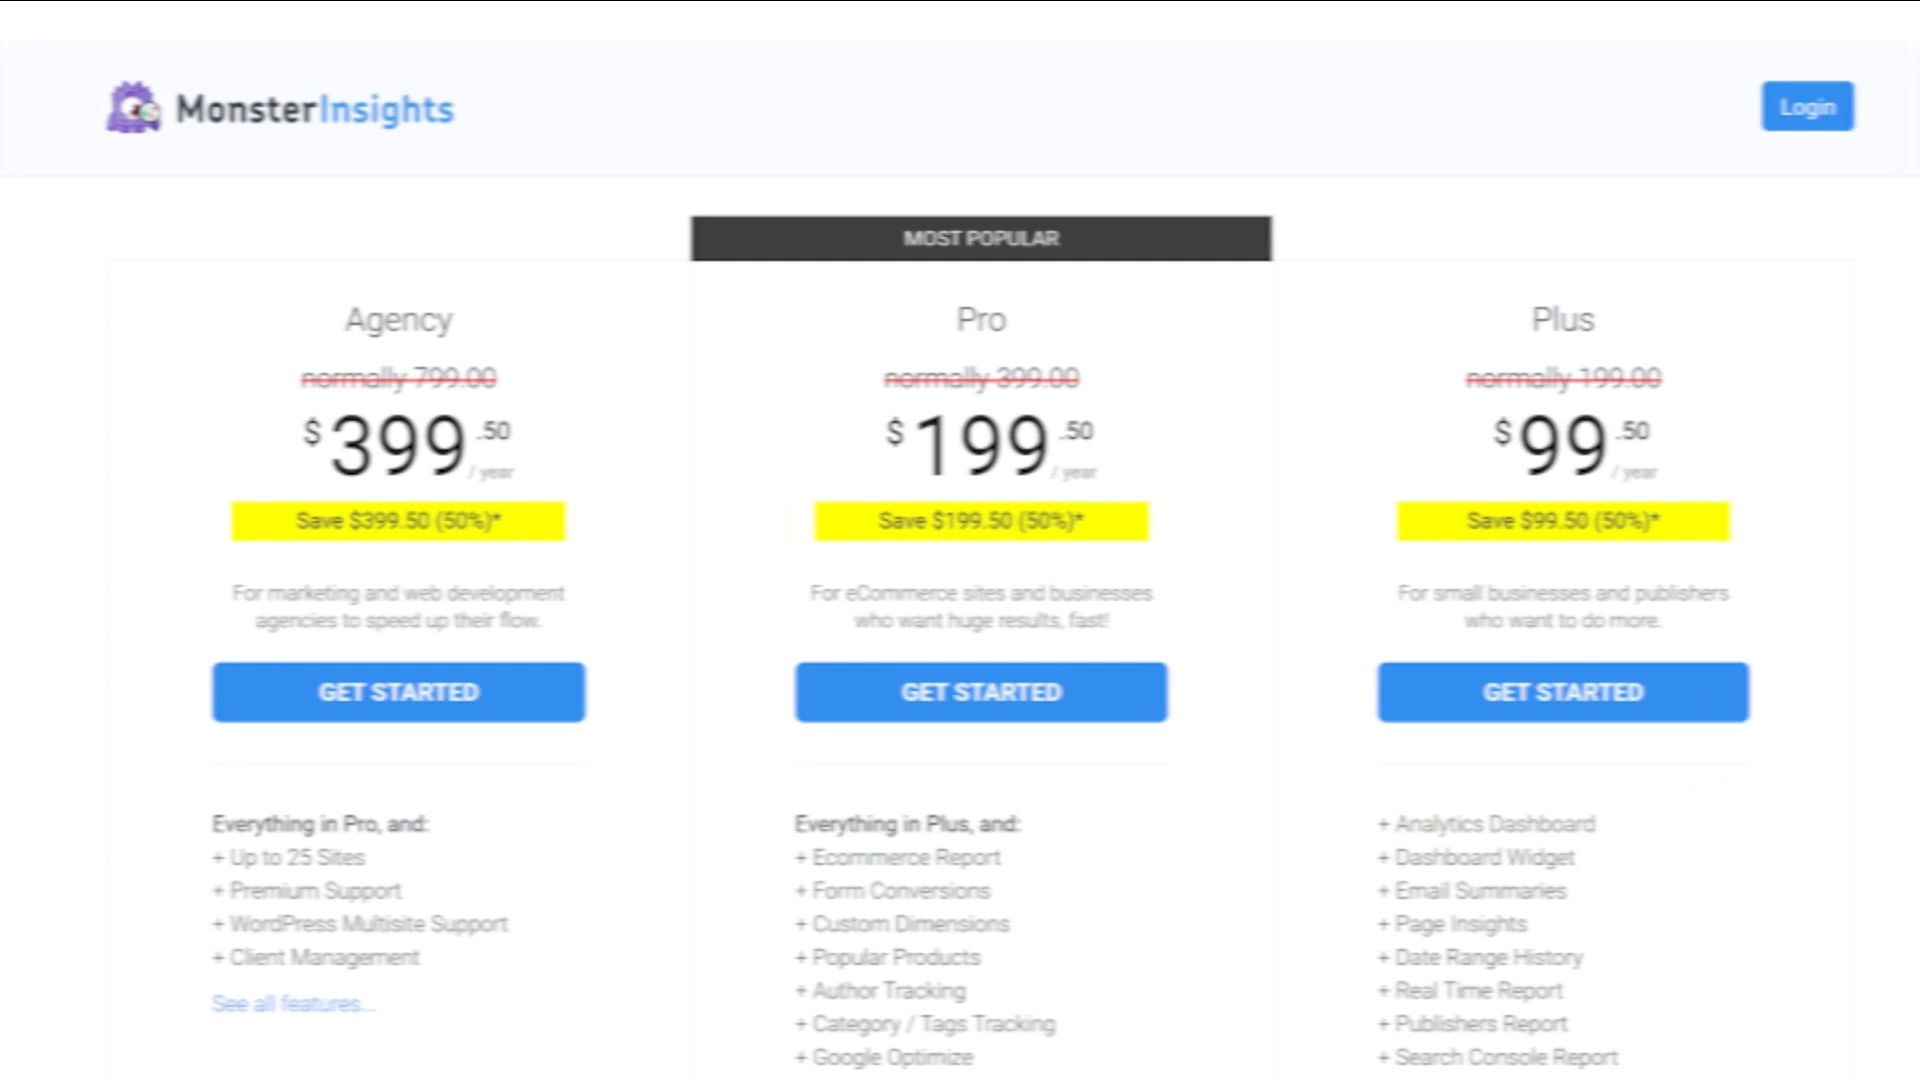 MonsterInsights
Login
MOST POPULAR
Agency
normally 799.00
$399.50
/ year
Save $399.50 (50%)*
For marketing and web development
agencies to speed up their flow.
GET STARTED
Everything in Pro, and:
+ Up to 25 Sites
+ Premium Support
+ WordPress Multisite Support
+ Client Management
See all features...
Pro
normally 399.00
$199.50
/ year
Save $199.50 (50%)*
For eCommerce sites and businesses
who want huge results, fast!
GET STARTED
Everything in Plus, and:
+ Ecommerce Report
+ Form Conversions
+ Custom Dimensions
+ Popular Products
+ Author Tracking
+ Category / Tags Tracking
+ Google Optimize
Plus
normally 199.00
$99.50
/ year
Save $99.50 (50%)*
For small businesses and publishers
who want to do more.
GET STARTED
+ Analytics Dashboard
+ Dashboard Widget
+ Email Summaries
+ Page Insights
+ Date Range History
+ Real Time Report
+ Publishers Report
+ Search Console Report